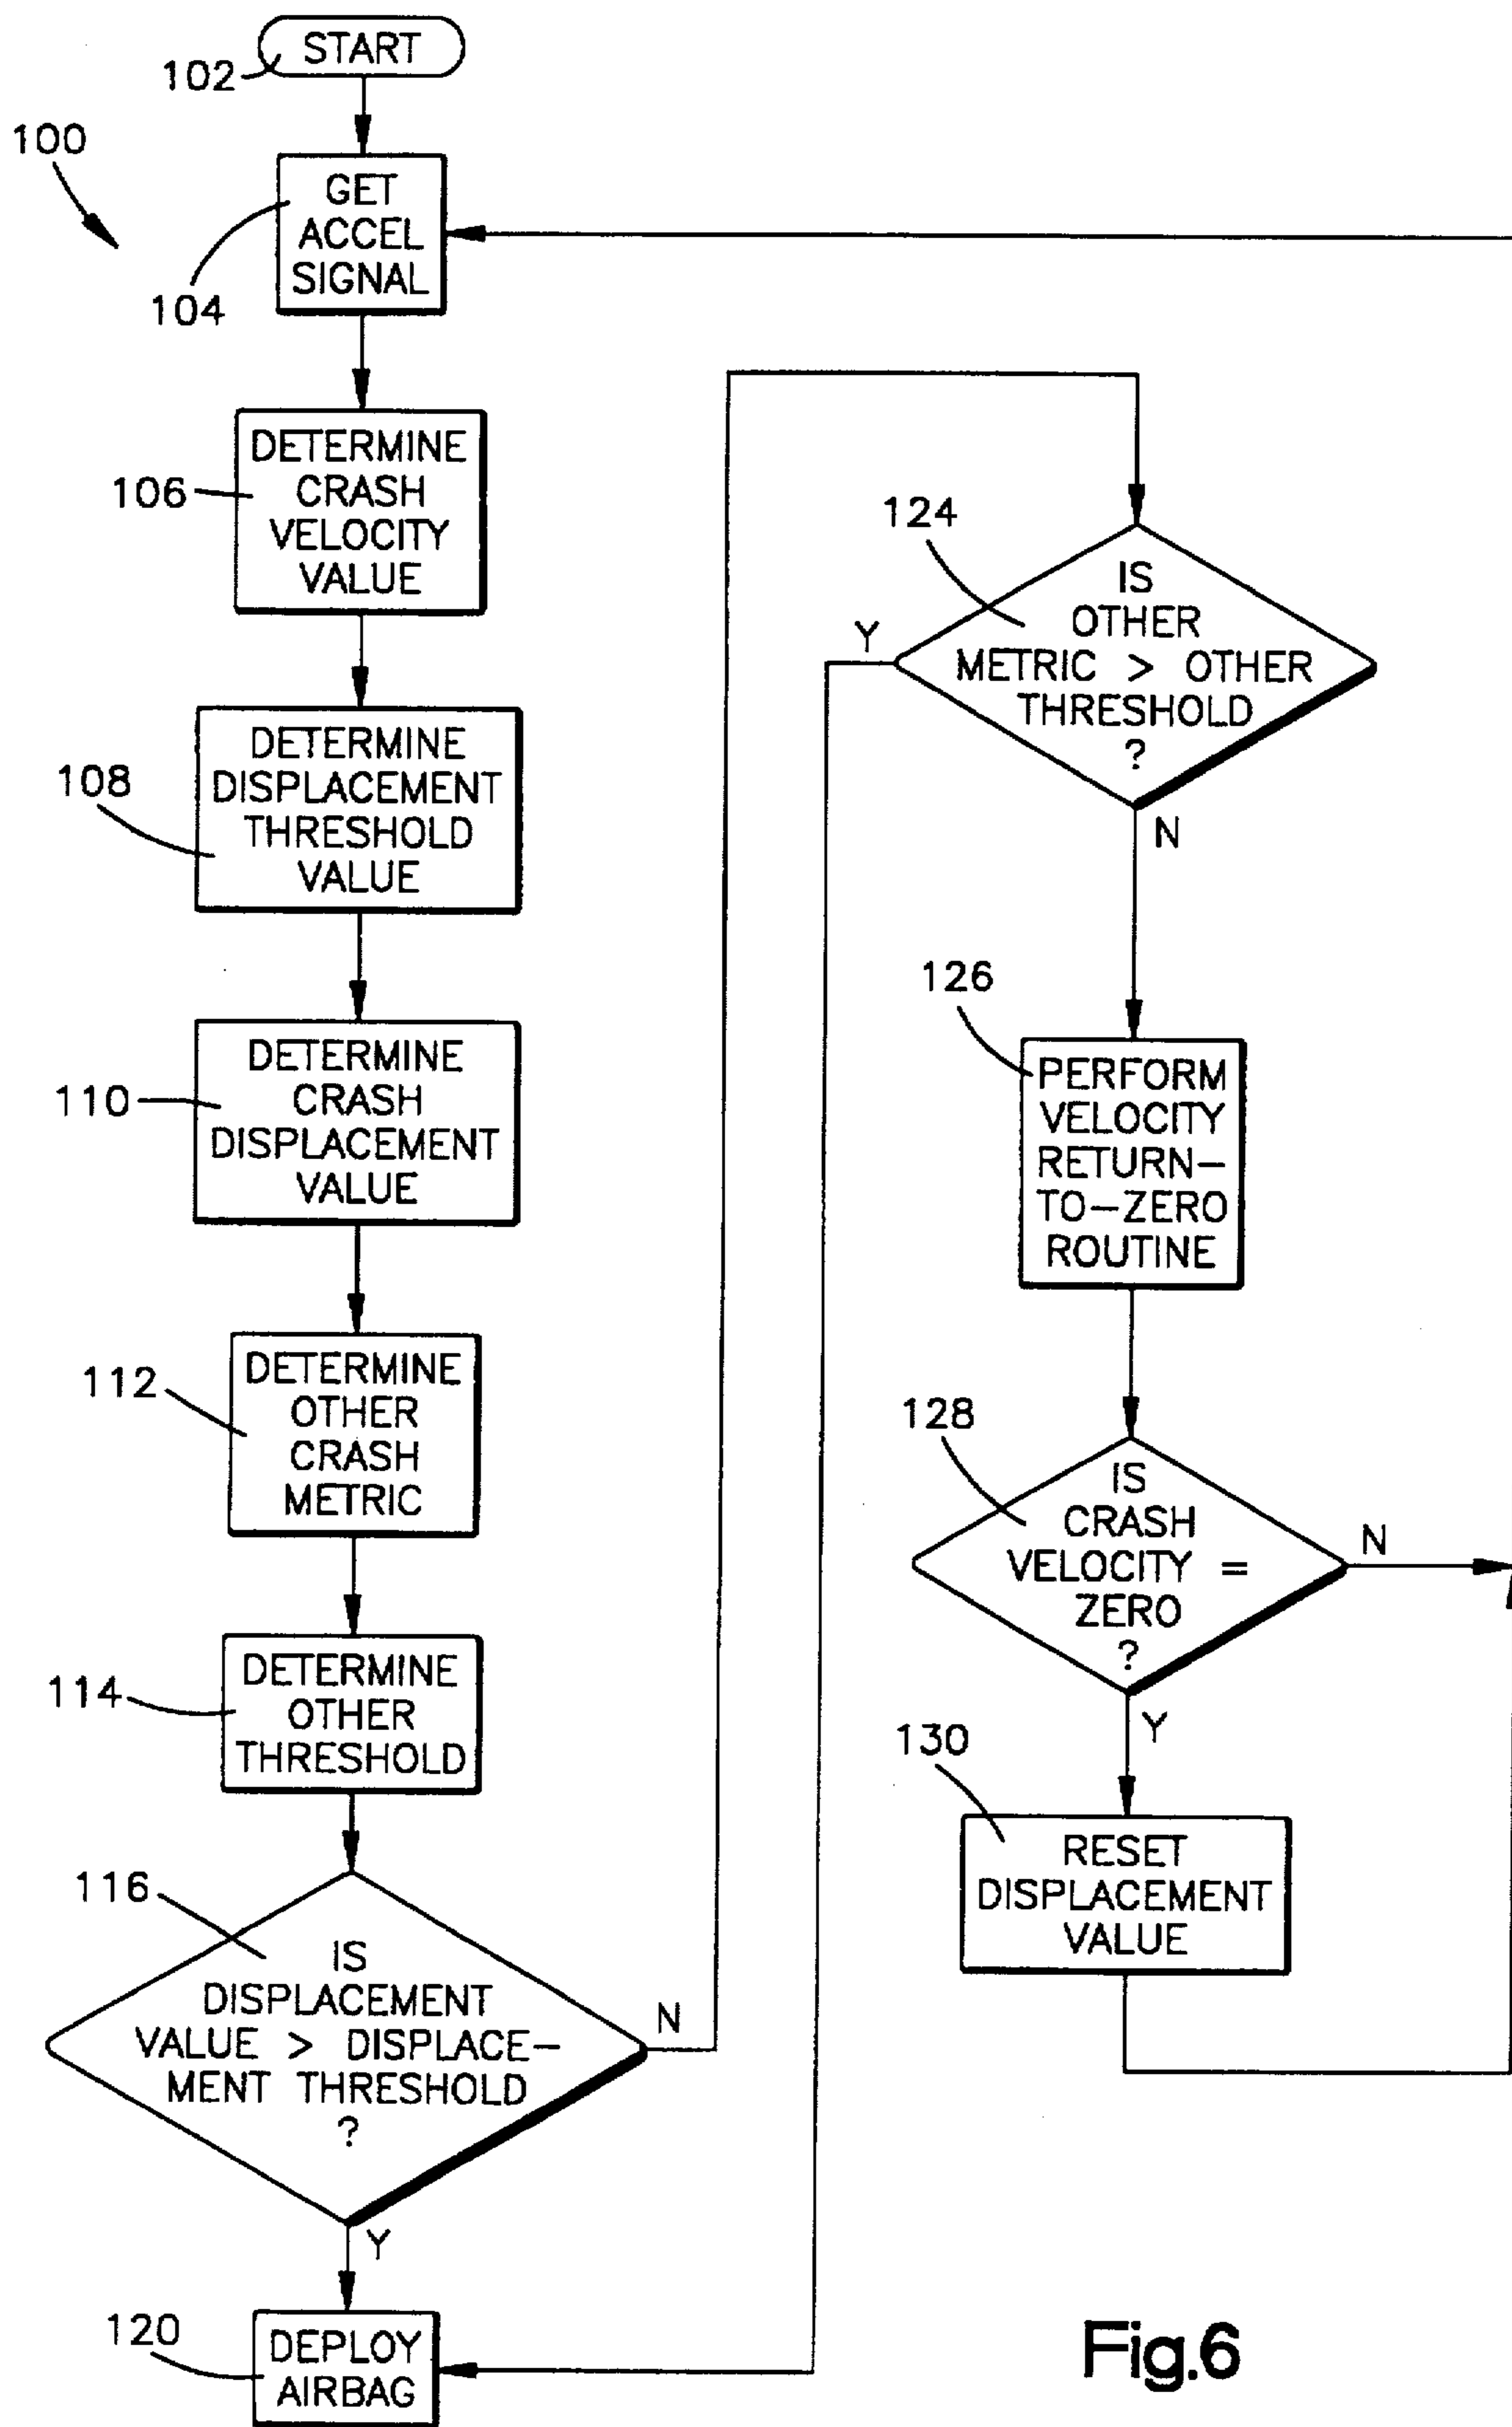 START
102
100
GET
ACCEL
SIGNAL
104
DETERMINE
CRASH
VELOCITY
VALUE
106
DETERMINE
DISPLACEMENT
THRESHOLD
VALUE
108
DETERMINE
CRASH
DISPLACEMENT
VALUE
110
DETERMINE
OTHER
CRASH
METRIC
112
DETERMINE
OTHER
THRESHOLD
114
116
IS
DISPLACEMENT
VALUE > DISPLACE-
MENT THRESHOLD
?
N
Y
120
DEPLOY
AIRBAG
124
IS
OTHER
METRIC > OTHER
THRESHOLD
?
Y
N
126
PERFORM
VELOCITY
RETURN-
TO-ZERO
ROUTINE
128
IS
CRASH
VELOCITY =
ZERO
?
N
Y
130
RESET
DISPLACEMENT
VALUE
Fig.6